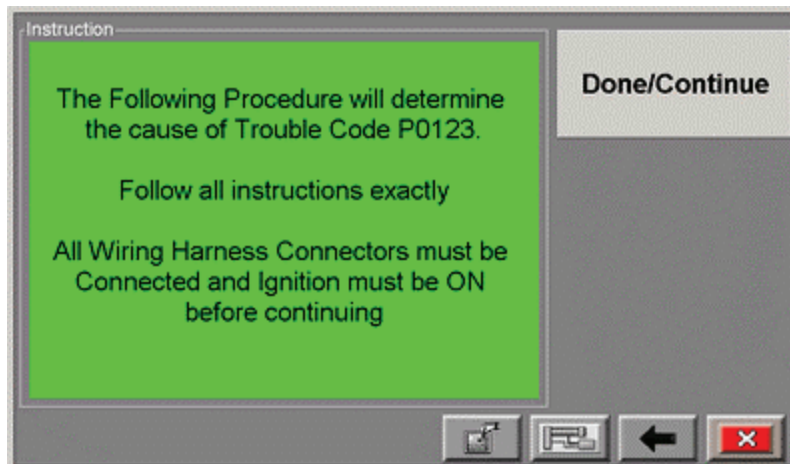 Instruction
The Following Procedure will determine
the cause of Trouble Code P0123.
Follow all instructions exactly
All Wiring Harness Connectors must be
Connected and Ignition must be ON
before continuing
Done/Continue